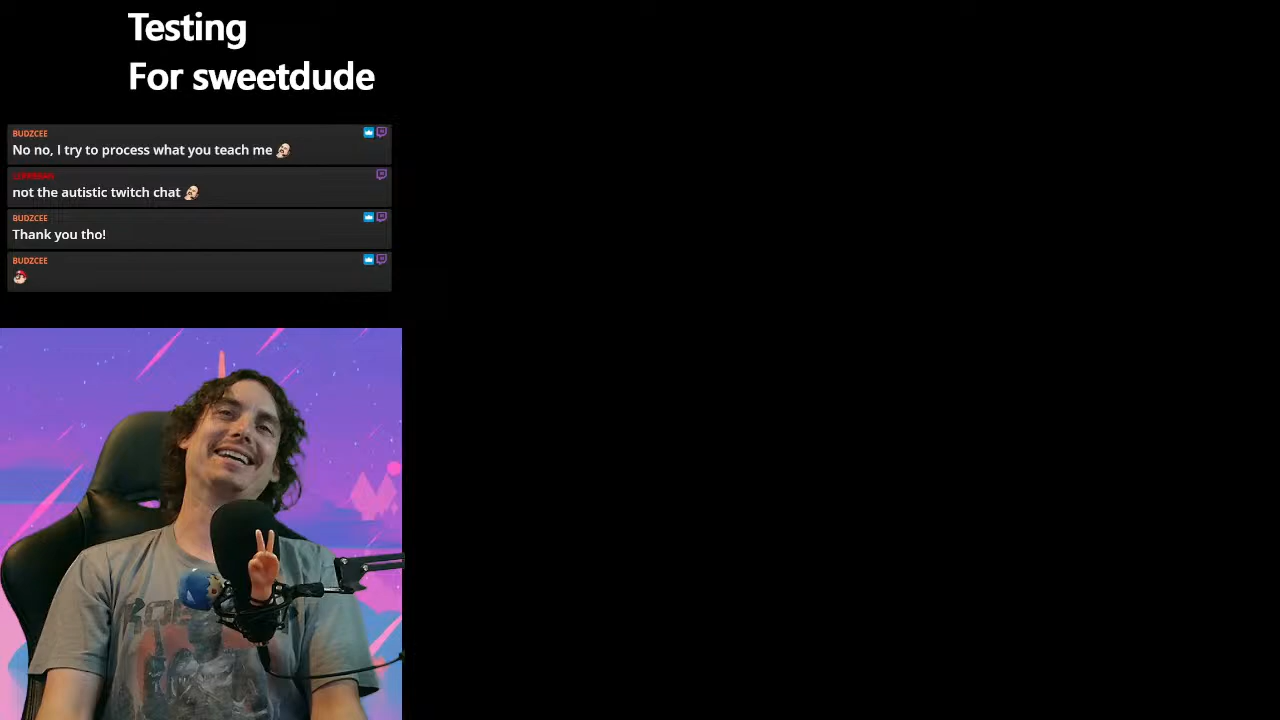 Testing
For sweetdude
BUDZCEE
No no, I try to process what you teach me
not the autistic twitch chat
BUDZCEE
Thank you tho!
BUDZCEE